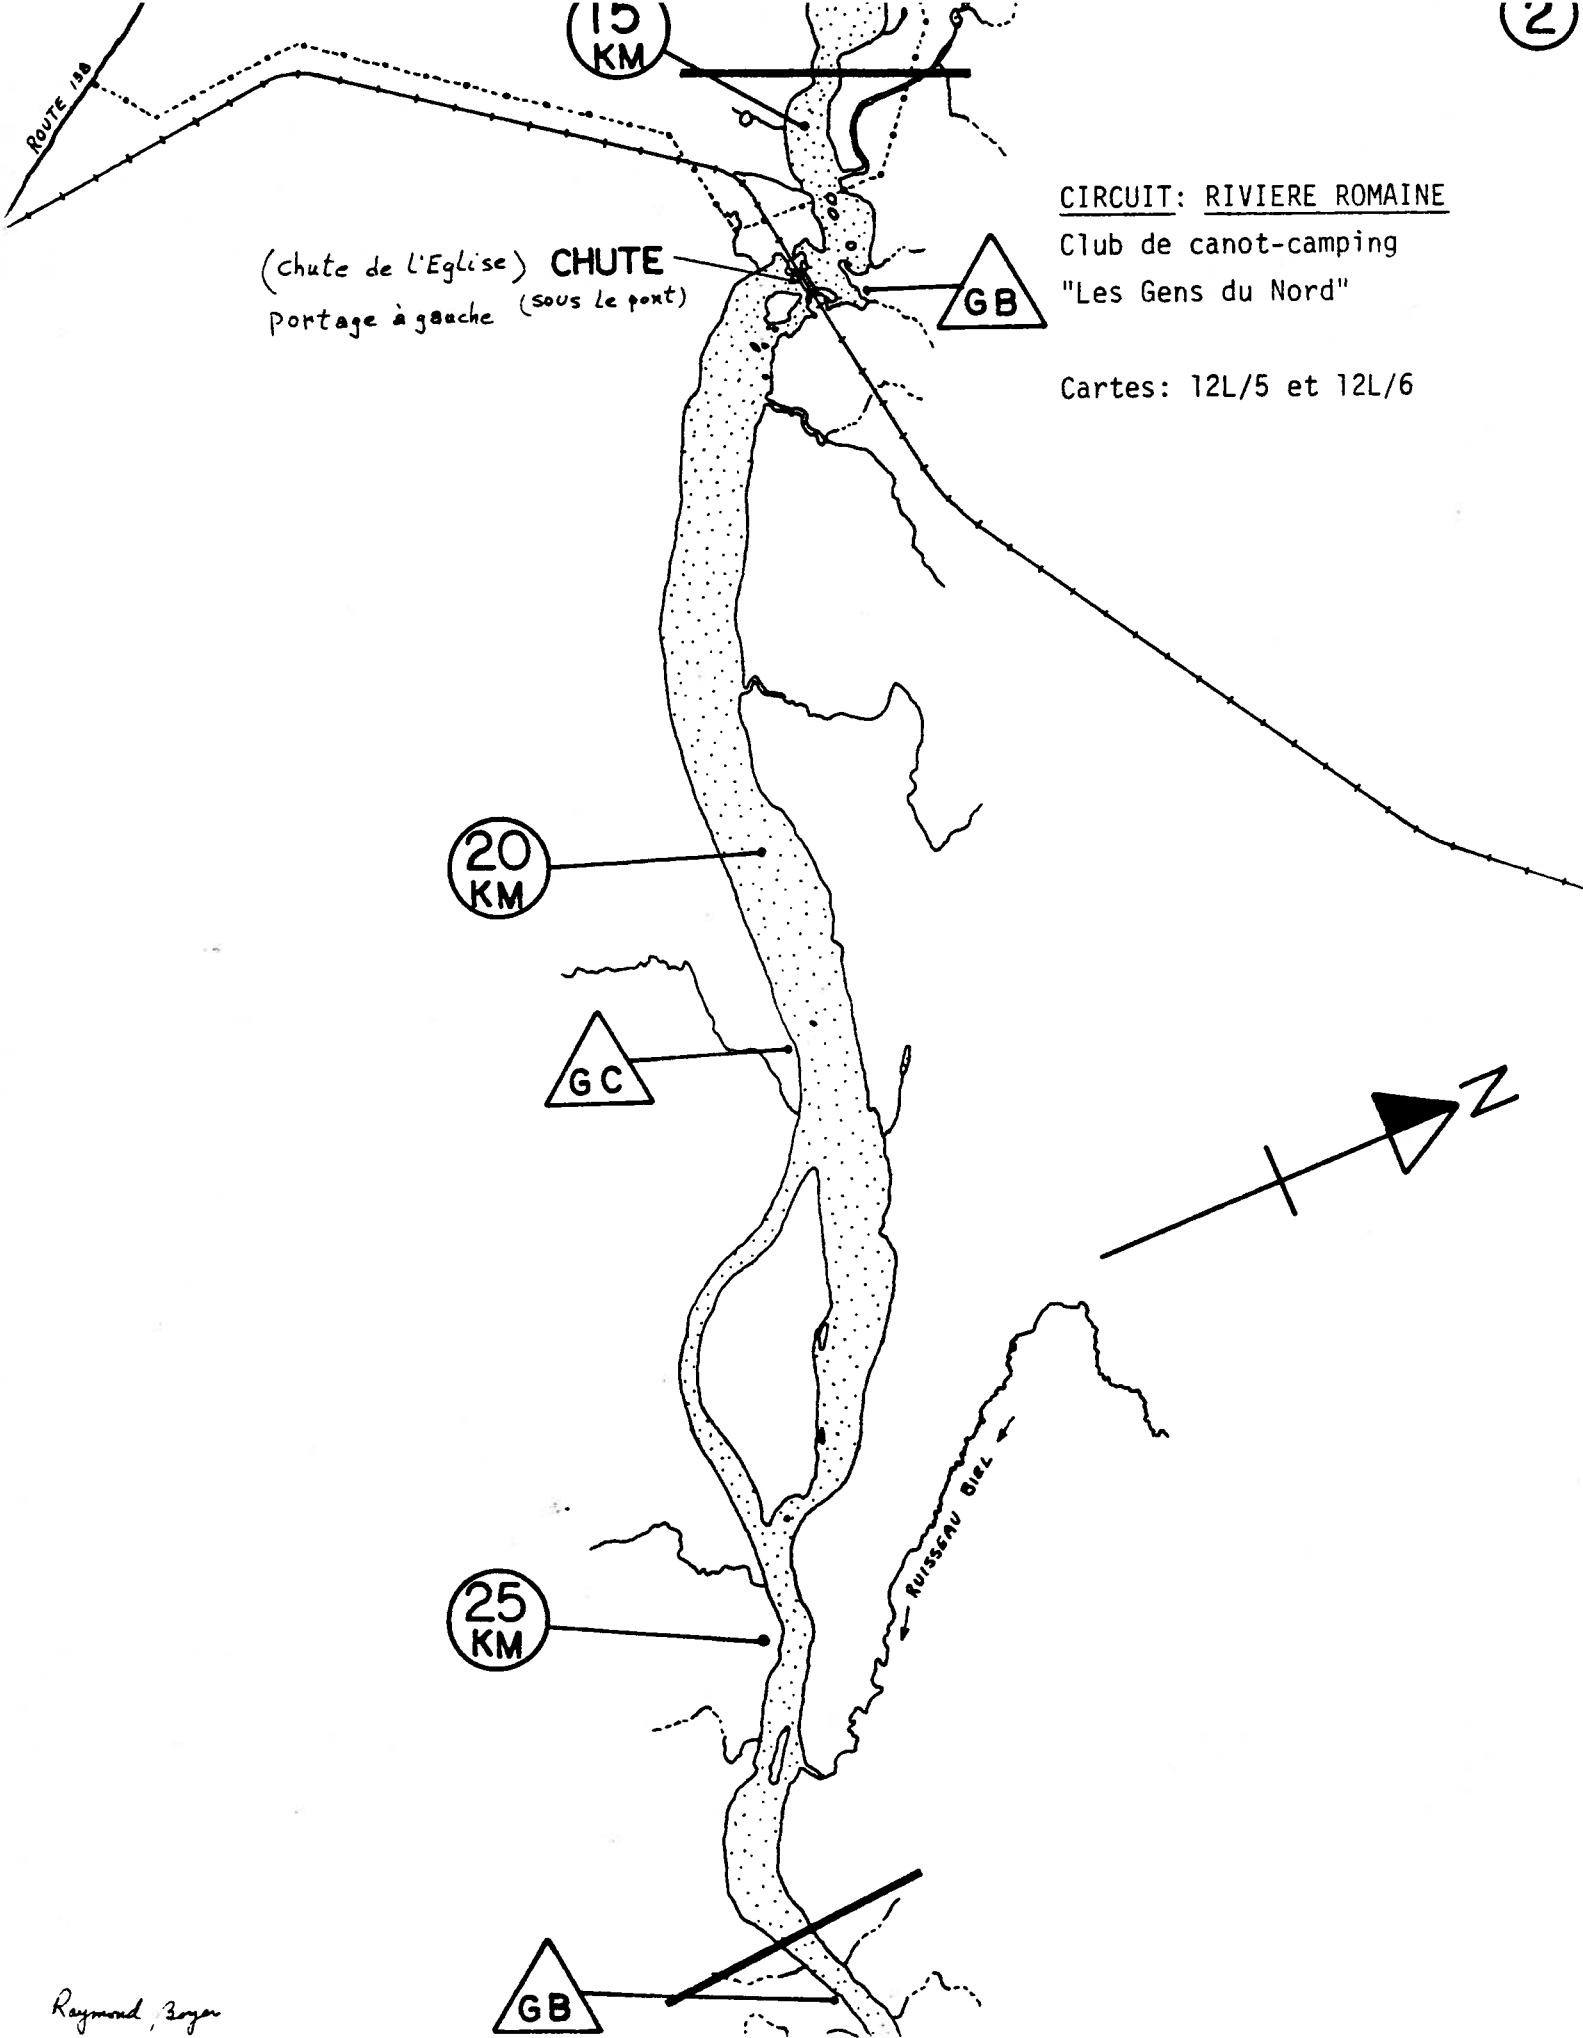 15
KM
2
ROUTE 138
CIRCUIT: RIVIERE ROMAINE
Club de canot-camping
"Les Gens du Nord"
Cartes: 12L/5 et 12L/6
(chute de l'Eglise) CHUTE
portage à gauche (sous le pont)
GB
20
KM
GC
N
RUISSEAU BIEL
25
KM
GB
Raymond Boyer